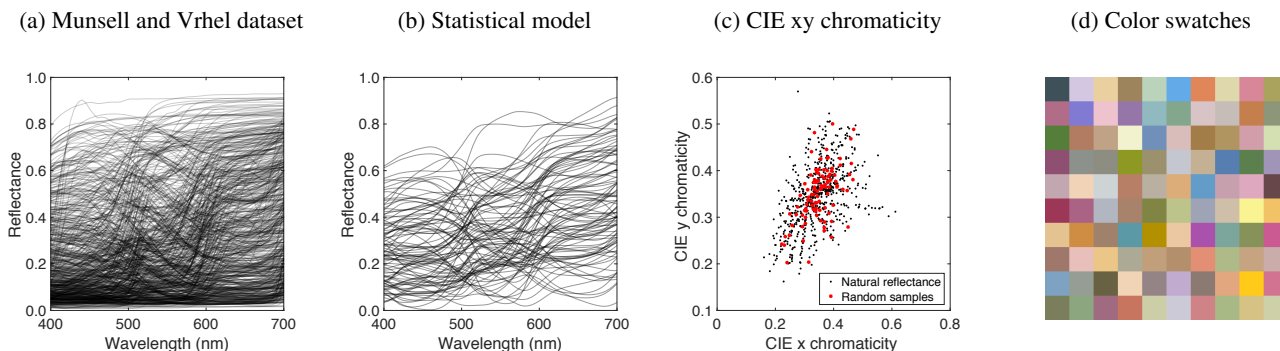 (a) Munsell and Vrhel dataset
(b) Statistical model
(c) CIE xy chromaticity
(d) Color swatches
1.0
0.8
0.6
0.4
0.2
0.0
400
500
600
700
Reflectance
Wavelength (nm)
1.0
0.8
0.6
0.4
0.2
0.0
400
500
600
700
Reflectance
Wavelength (nm)
0.6
0.5
0.4
0.3
0.2
0.1
0
0.2
0.4
0.6
0.8
CIE y chromaticity
CIE x chromaticity
Natural reflectance
Random samples